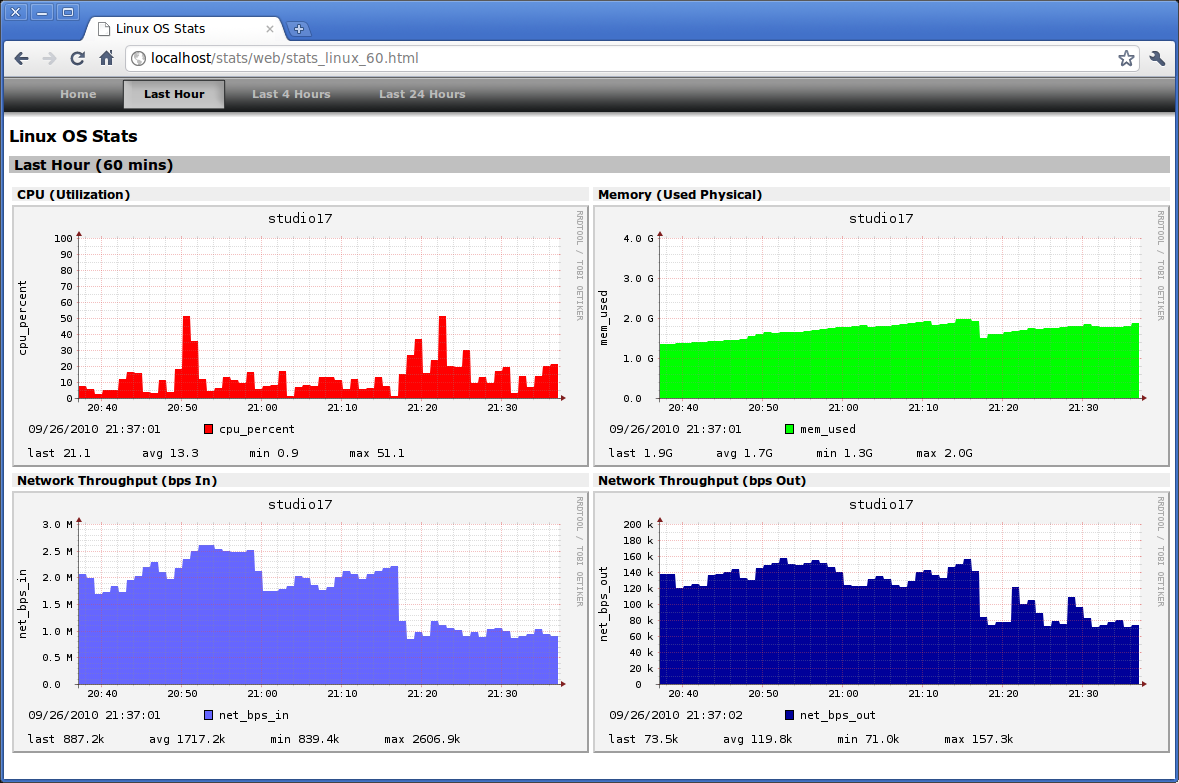 Linux OS Stats
localhost/stats/web/stats_linux_60.html
Home Last Hour Last 4 Hours Last 24 Hours
Linux OS Stats
Last Hour (60 mins)
CPU (Utilization)
studio17
RRDTOOL / TOBI OETIKER
cpu_percent
100
90
80
70
60
50
40
30
20
10
0
20:40 20:50 21:00 21:10 21:20 21:30
09/26/2010 21:37:01 cpu_percent
last 21.1 avg 13.3 min 0.9 max 51.1
Memory (Used Physical)
studio17
RRDTOOL / TOBI OETIKER
mem_used
4.0 G
3.0 G
2.0 G
1.0 G
0.0
20:40 20:50 21:00 21:10 21:20 21:30
09/26/2010 21:37:01 mem_used
last 1.9G avg 1.7G min 1.3G max 2.0G
Network Throughput (bps In)
studio17
RRDTOOL / TOBI OETIKER
net_bps_in
3.0 M
2.5 M
2.0 M
1.5 M
1.0 M
0.5 M
0.0
20:40 20:50 21:00 21:10 21:20 21:30
09/26/2010 21:37:01 net_bps_in
last 887.2k avg 1717.2k min 839.4k max 2606.9k
Network Throughput (bps Out)
studio17
RRDTOOL / TOBI OETIKER
net_bps_out
200 k
180 k
160 k
140 k
120 k
100 k
80 k
60 k
40 k
20 k
0
20:40 20:50 21:00 21:10 21:20 21:30
09/26/2010 21:37:02 net_bps_out
last 73.5k avg 119.8k min 71.0k max 157.3k